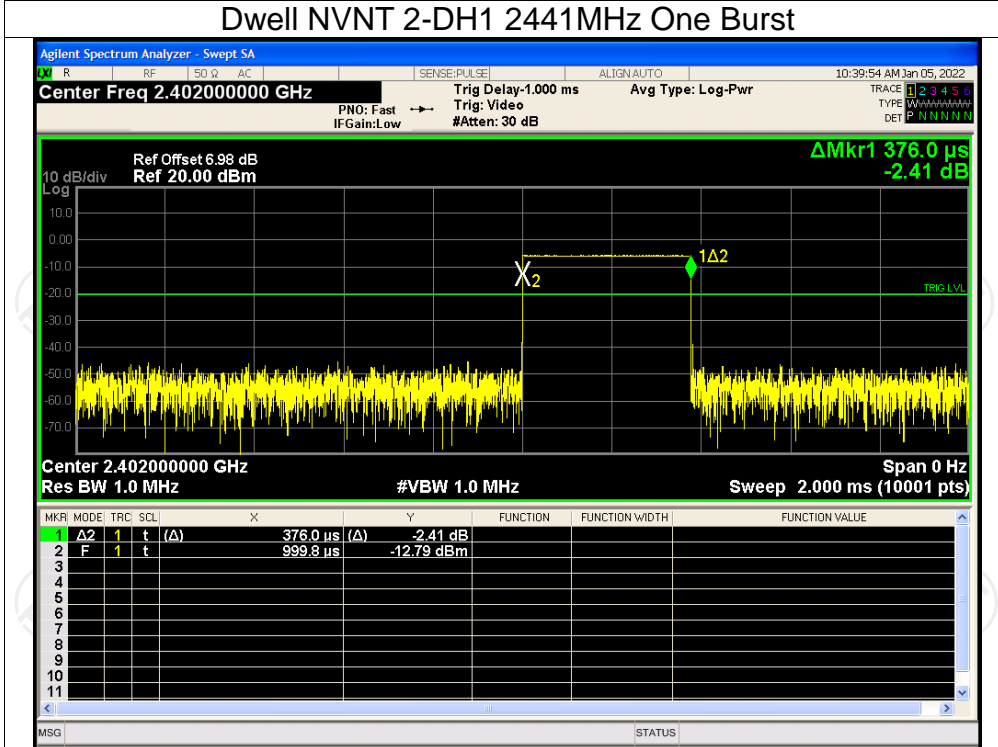 Dwell NVNT 2-DH1 2441MHz One Burst
Agilent Spectrum Analyzer - Swept SA
LXI R RF 50 Ω AC SENSE:PULSE ALIGNAUTO 10:39:54 AM Jan 05, 2022
Center Freq 2.402000000 GHz Trig Delay-1.000 ms Avg Type: Log-Pwr TRACE 1 2 3 4 5 6
PNO: Fast Trig: Video TYPE WWWWWW
IFGain:Low #Atten: 30 dB DET P N N N N N
ΔMkr1 376.0 µs
-2.41 dB
Ref Offset 6.98 dB
10 dB/div Ref 20.00 dBm
Log
10.0
0.00
-10.0
-20.0
-30.0
-40.0
-50.0
-60.0
-70.0
1Δ2
X2
TRIG LVL
Center 2.402000000 GHz Span 0 Hz
Res BW 1.0 MHz #VBW 1.0 MHz Sweep 2.000 ms (10001 pts)
MKR MODE TRC SCL X Y FUNCTION FUNCTION WIDTH FUNCTION VALUE
1 Δ2 1 t (Δ) 376.0 µs (Δ) -2.41 dB
2 F 1 t 999.8 µs -12.79 dBm
3
4
5
6
7
8
9
10
11
MSG STATUS